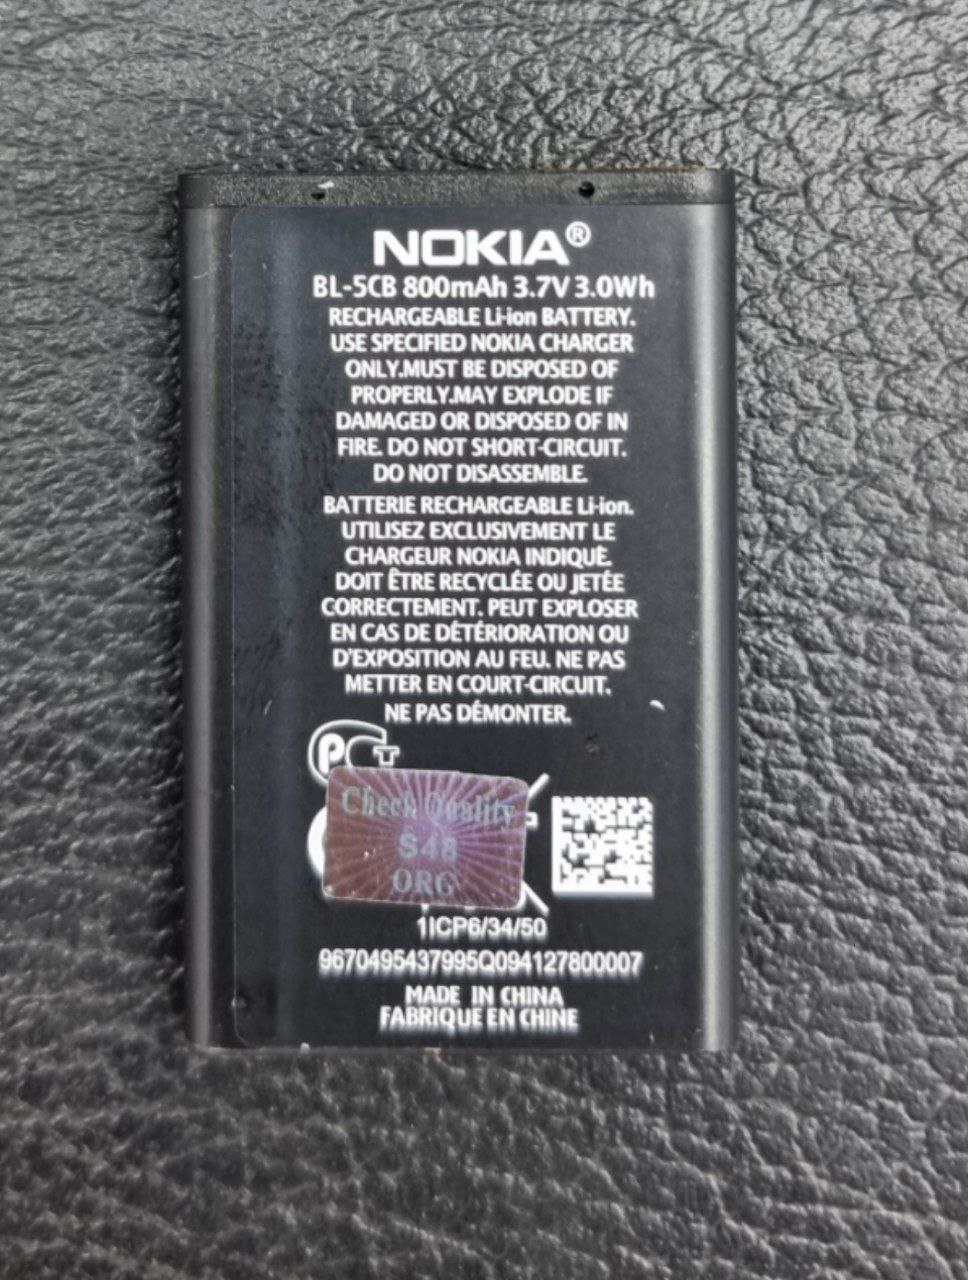 NOKIA®
BL-5CB 800mAh 3.7V 3.0Wh
RECHARGEABLE Li-ion BATTERY.
USE SPECIFIED NOKIA CHARGER
ONLY.MUST BE DISPOSED OF
PROPERLY.MAY EXPLODE IF
DAMAGED OR DISPOSED OF IN
FIRE. DO NOT SHORT-CIRCUIT.
DO NOT DISASSEMBLE.
BATTERIE RECHARGEABLE Li-ion.
UTILISEZ EXCLUSIVEMENT LE
CHARGEUR NOKIA INDIQUÈ.
DOIT ÊTRE RECYCLÉE OU JETÉE
CORRECTEMENT. PEUT EXPLOSER
EN CAS DE DÉTÉRIORATION OU
D'EXPOSITION AU FEU. NE PAS
METTER EN COURT-CIRCUIT.
NE PAS DÉMONTER.
Check Quality
S48
ORG
1ICP6/34/50
9670495437995Q094127800007
MADE IN CHINA
FABRIQUE EN CHINE